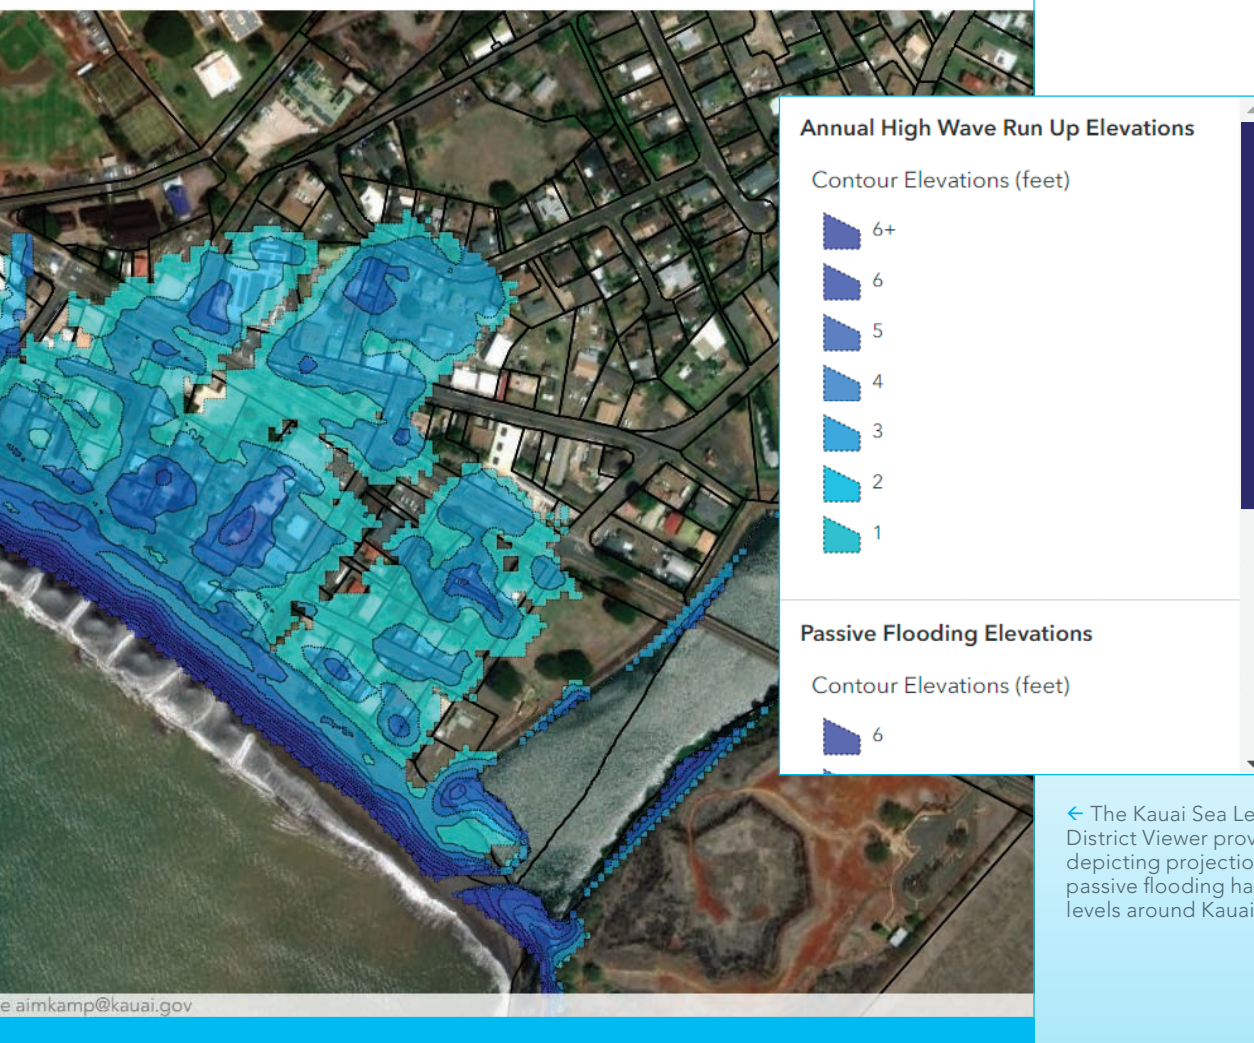 Annual High Wave Run Up Elevations
Contour Elevations (feet)
6+
6
5
4
3
2
1
Passive Flooding Elevations
Contour Elevations (feet)
6
← The Kauai Sea Le
District Viewer prov
depicting projectio
passive flooding ha
levels around Kauai
e aimkamp@kauai.gov